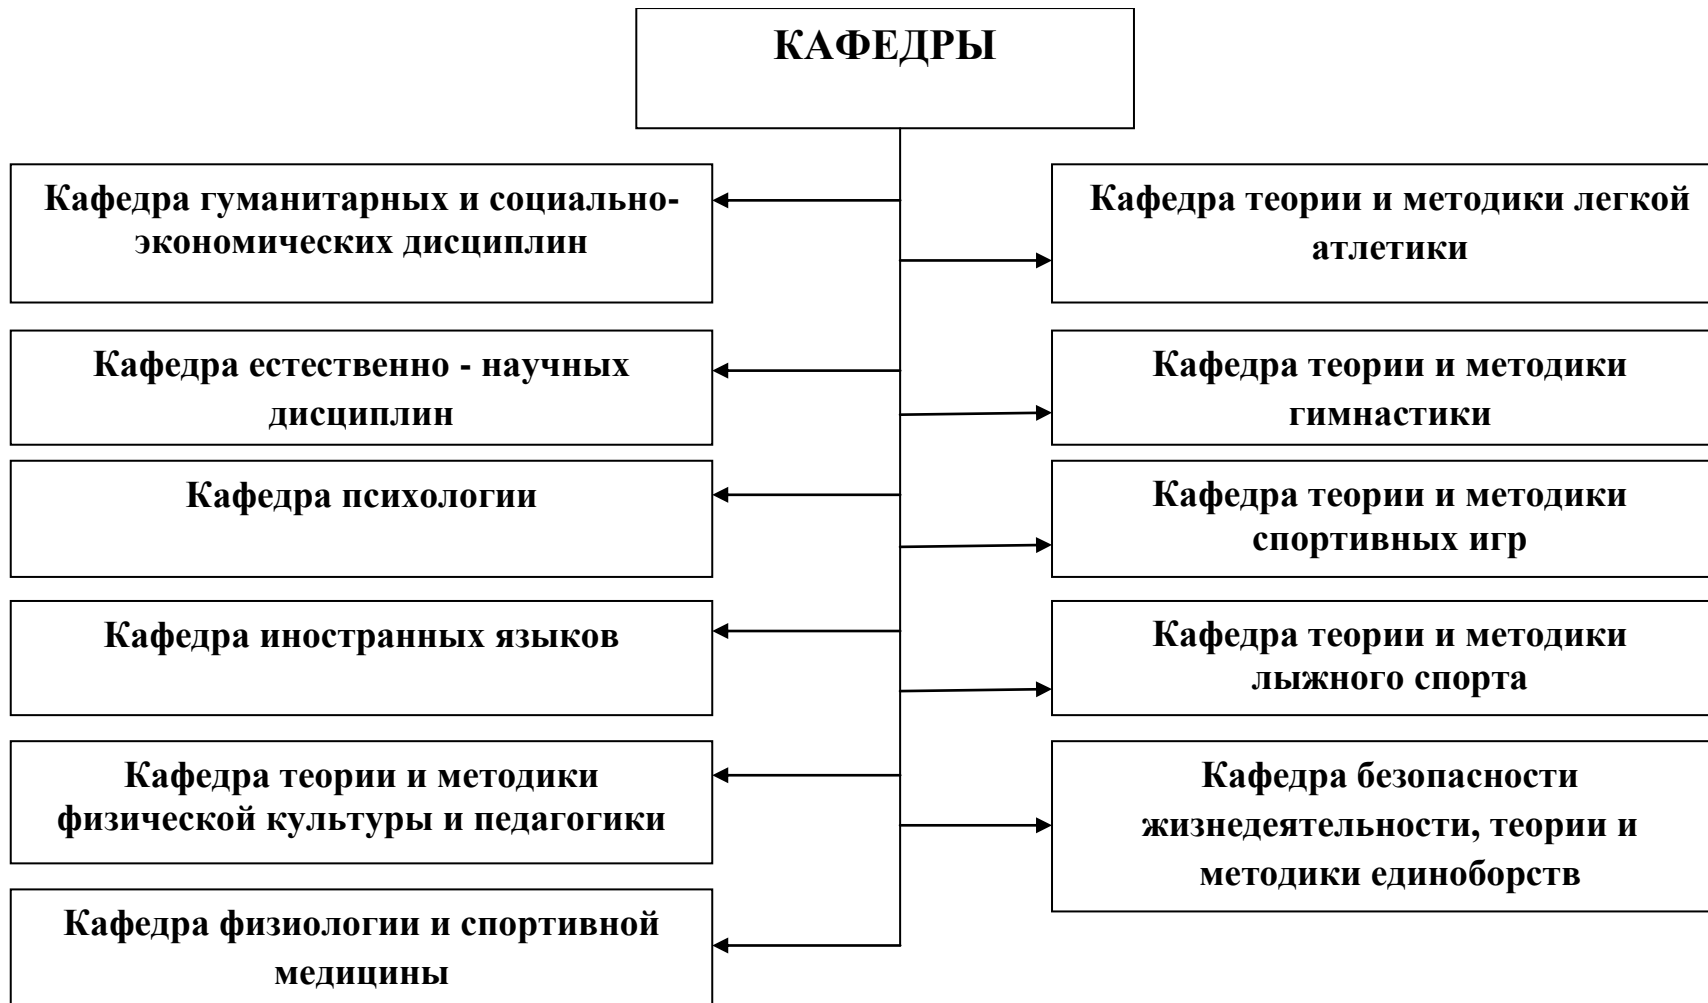 КАФЕДРЫ
Кафедра гуманитарных и социально-
экономических дисциплин
Кафедра естественно - научных
дисциплин
Кафедра психологии
Кафедра иностранных языков
Кафедра теории и методики
физической культуры и педагогики
Кафедра физиологии и спортивной
медицины
Кафедра теории и методики легкой
атлетики
Кафедра теории и методики
гимнастики
Кафедра теории и методики
спортивных игр
Кафедра теории и методики
лыжного спорта
Кафедра безопасности
жизнедеятельности, теории и
методики единоборств